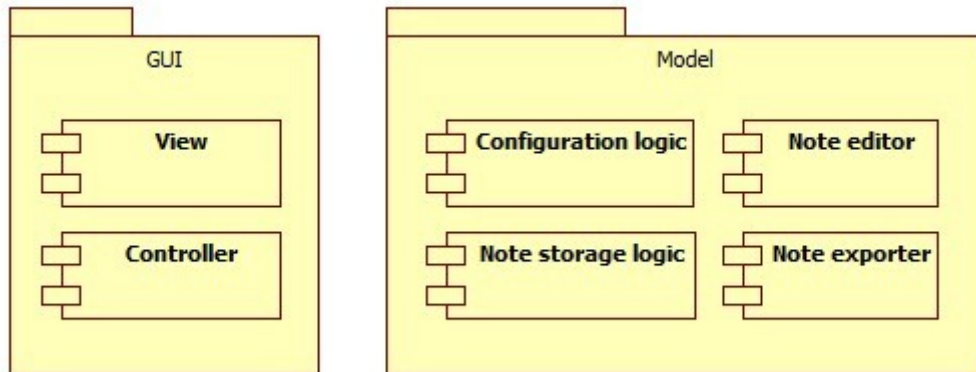 GUI
View
Controller
Model
Configuration logic
Note editor
Note storage logic
Note exporter